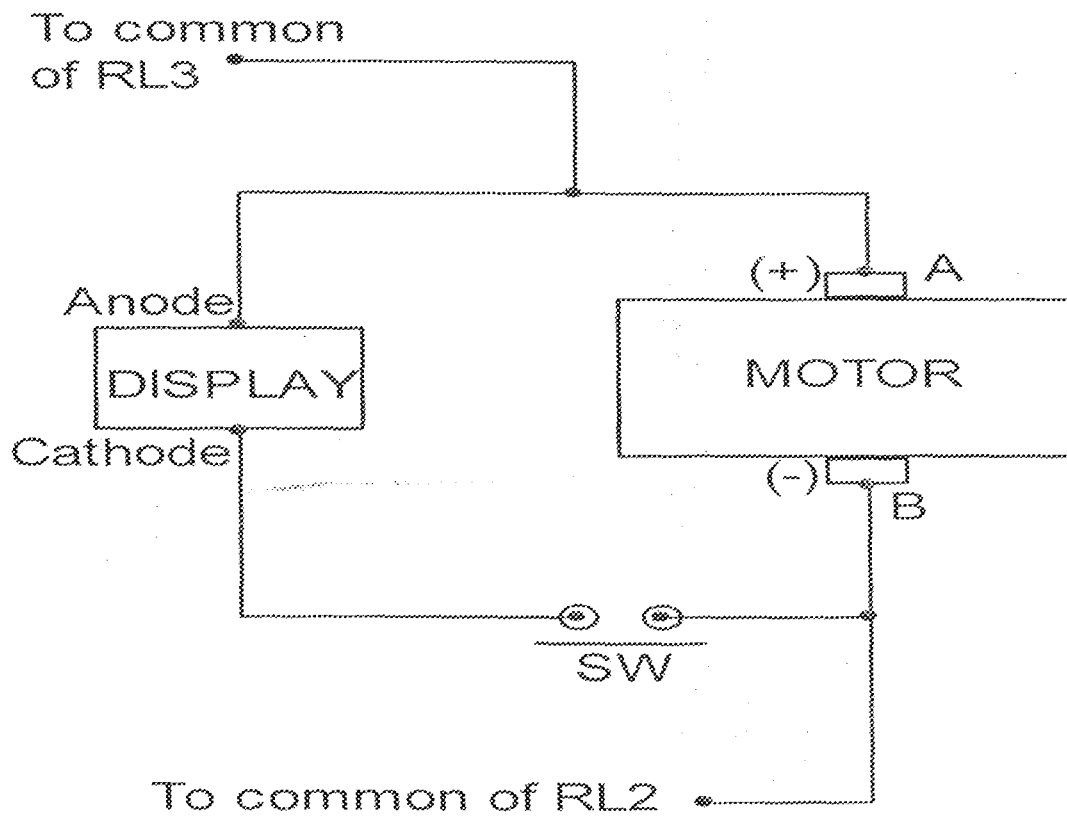 To common
of RL3
(+) A
Anode
DISPLAY
MOTOR
Cathode
(-)
B
SW
To common of RL2